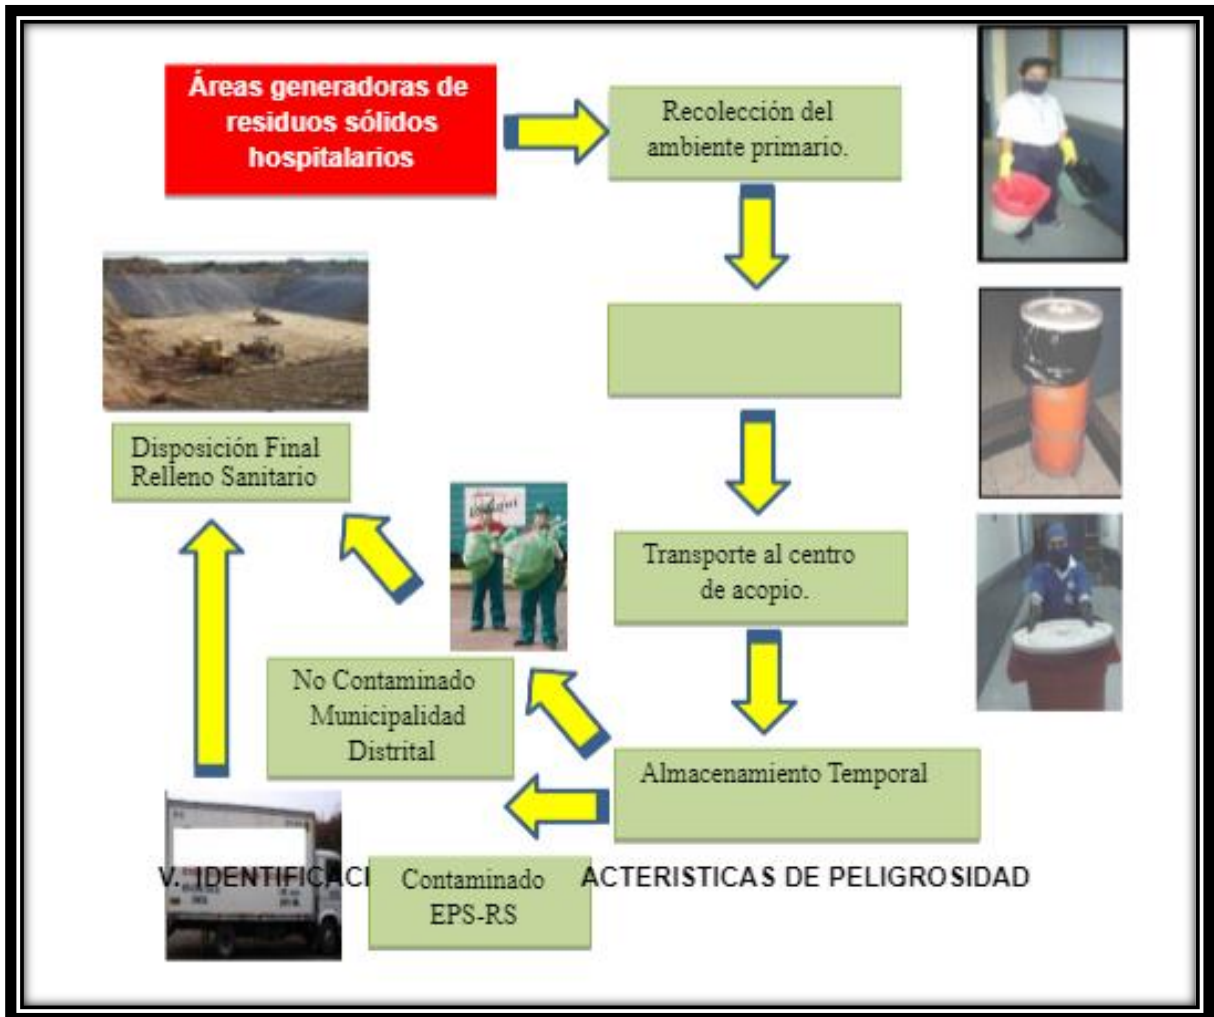 Áreas generadoras de
residuos sólidos
hospitalarios
Recolección del
ambiente primario.
Transporte al centro
de acopio.
Almacenamiento Temporal
No Contaminado
Municipalidad
Distrital
Contaminado
EPS-RS
Disposición Final
Relleno Sanitario
V. IDENTIFICACI ACTERISTICAS DE PELIGROSIDAD